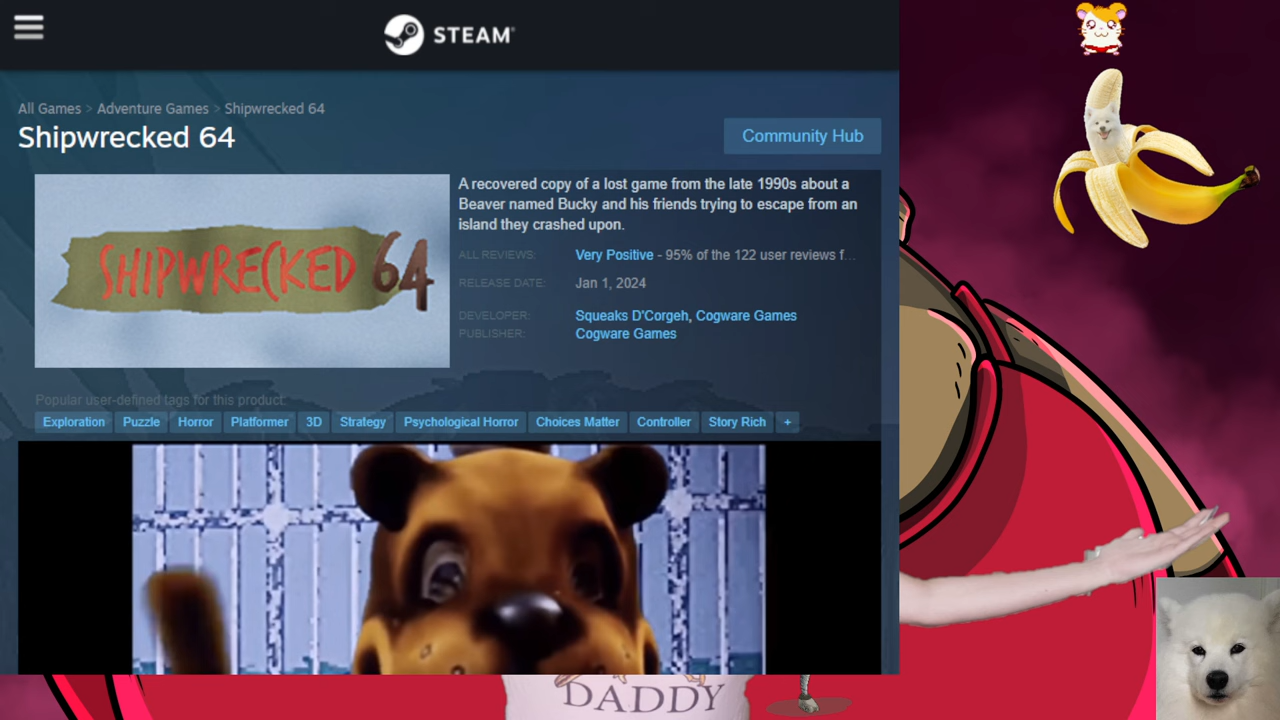 STEAM
All Games > Adventure Games > Shipwrecked 64
Shipwrecked 64
Community Hub
SHIPWRECKED 64
A recovered copy of a lost game from the late 1990s about a
Beaver named Bucky and his friends trying to escape from an
island they crashed upon.
ALL REVIEWS: Very Positive - 95% of the 122 user reviews f…
RELEASE DATE: Jan 1, 2024
DEVELOPER: Squeaks D'Corgeh, Cogware Games
PUBLISHER: Cogware Games
Popular user-defined tags for this product:
Exploration Puzzle Horror Platformer 3D Strategy Psychological Horror Choices Matter Controller Story Rich +
DADDY